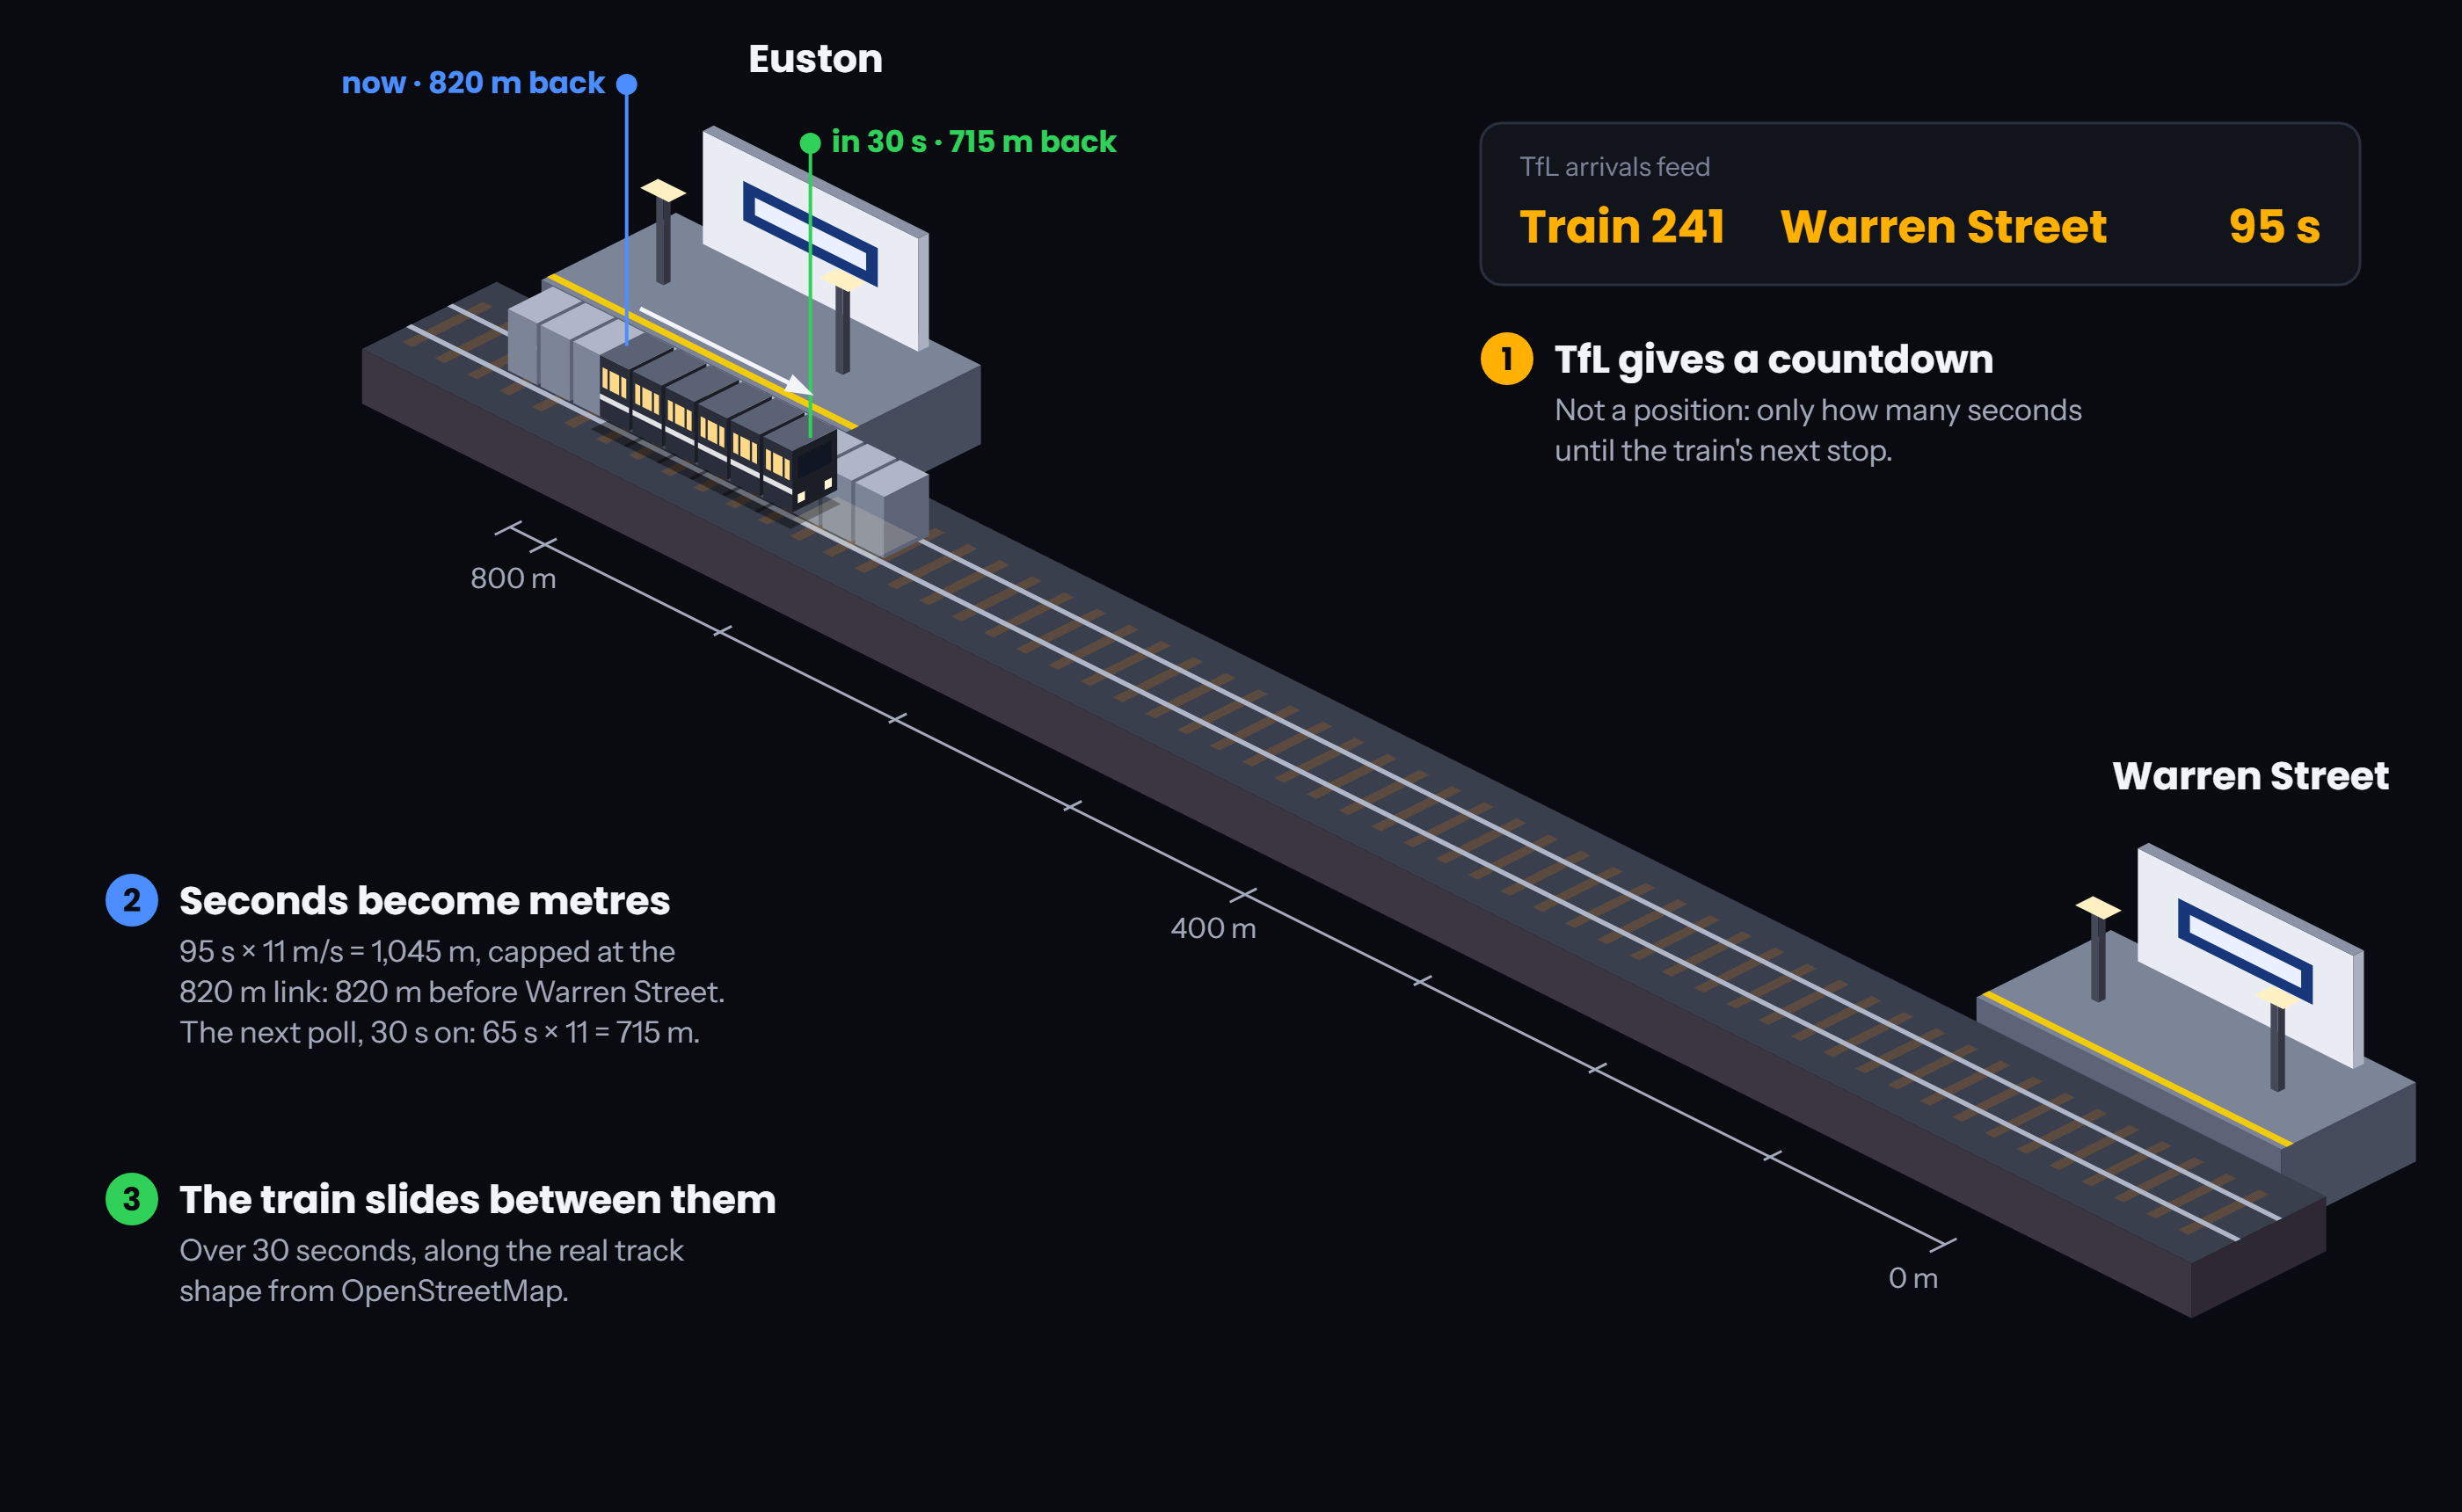 Euston
now · 820 m back
in 30 s · 715 m back
TfL arrivals feed
Train 241 Warren Street 95 s
1 TfL gives a countdown
Not a position: only how many seconds
until the train's next stop.
800 m
400 m
0 m
Warren Street
2 Seconds become metres
95 s × 11 m/s = 1,045 m, capped at the
820 m link: 820 m before Warren Street.
The next poll, 30 s on: 65 s × 11 = 715 m.
3 The train slides between them
Over 30 seconds, along the real track
shape from OpenStreetMap.